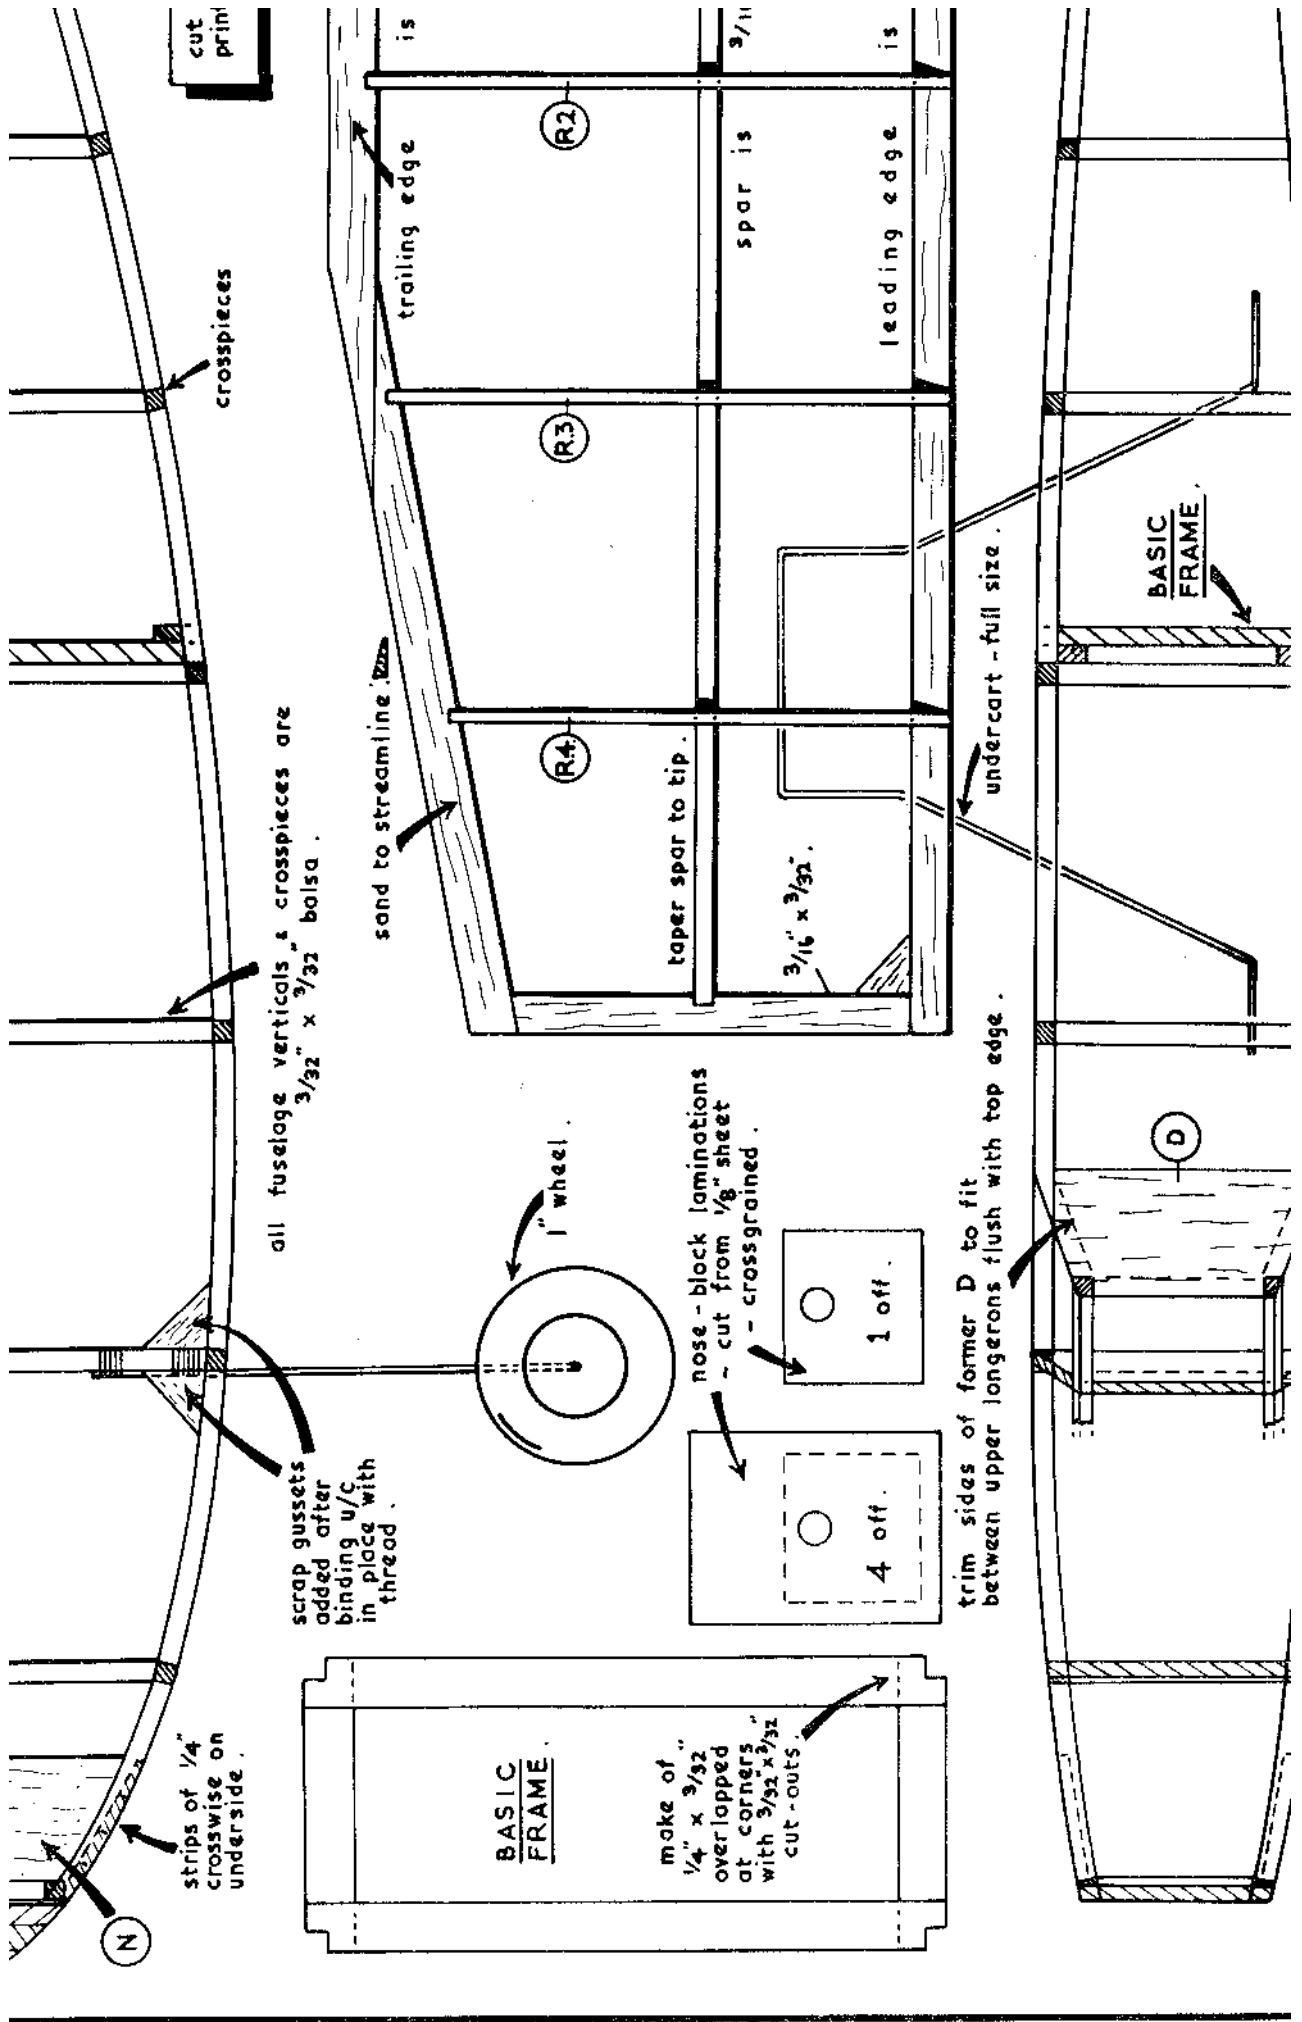 cut
print
is
trailing edge
R2
spar is
3/16
is
leading edge
crosspieces
R.3
R.4
sand to streamline.
taper spar to tip.
3/16" x 3/32".
undercart - full size.
BASIC
FRAME
all fuselage verticals & crosspieces are
3/32" x 3/32" balsa.
1" wheel.
scrap gussets
added after
binding u/c
in place with
thread.
nose-block laminations
- cut from 1/8" sheet
- crossgrained.
1 off.
4 off.
trim sides of former D to fit
between upper longerons flush with top edge.
D
strips of 1/4"
crosswise on
underside.
N
BASIC
FRAME.
make of
1/4" x 3/32"
overlapped
at corners
with 3/32" x 3/32"
cut-outs.